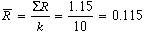 R̅ = ΣR / k = 1.15 / 10 = 0.115